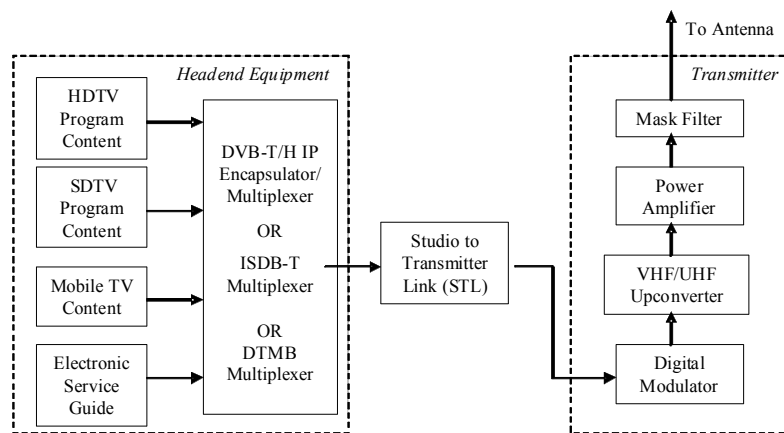 To Antenna
Headend Equipment
Transmitter
HDTV
Program
Content
SDTV
Program
Content
Mobile TV
Content
Electronic
Service
Guide
DVB-T/H IP
Encapsulator/
Multiplexer
OR
ISDB-T
Multiplexer
OR
DTMB
Multiplexer
Studio to
Transmitter
Link (STL)
Mask Filter
Power
Amplifier
VHF/UHF
Upconverter
Digital
Modulator